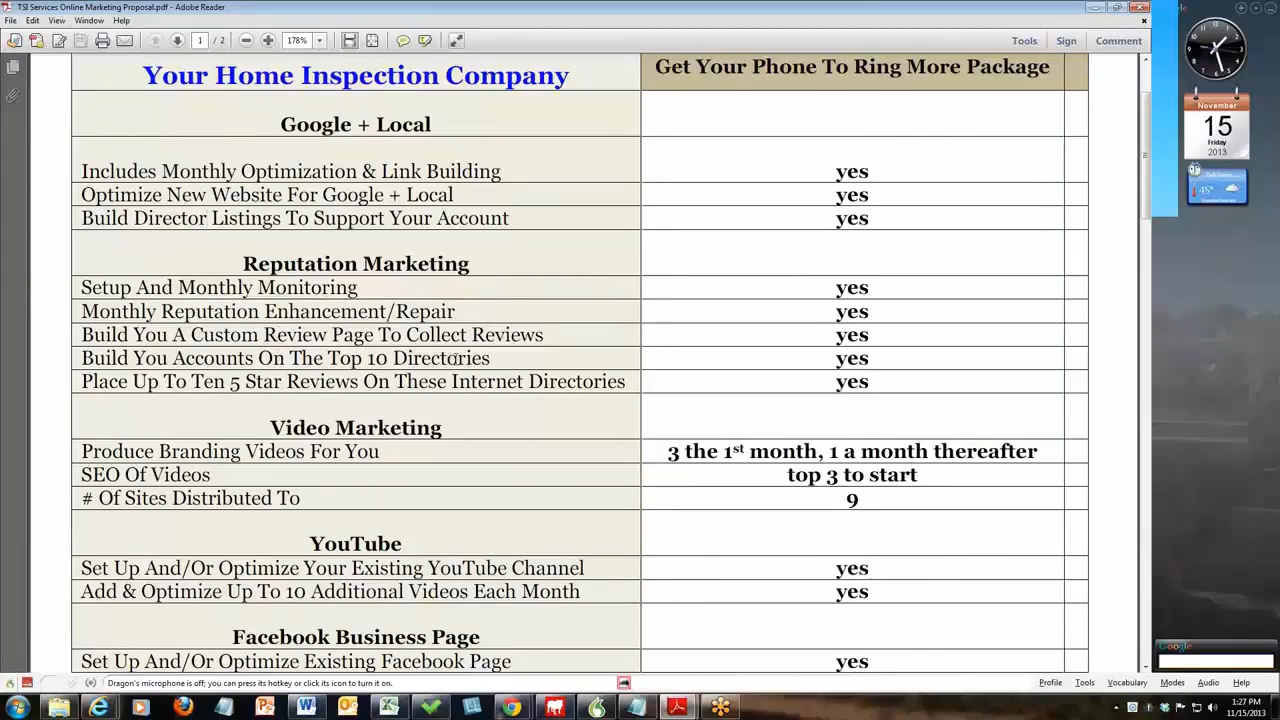 TSI Services Online Marketing Proposal.pdf - Adobe Reader
File Edit View Window Help
1 / 2 178% Tools Sign Comment
Your Home Inspection Company Get Your Phone To Ring More Package
Google + Local
Includes Monthly Optimization & Link Building yes
Optimize New Website For Google + Local yes
Build Director Listings To Support Your Account yes
Reputation Marketing
Setup And Monthly Monitoring yes
Monthly Reputation Enhancement/Repair yes
Build You A Custom Review Page To Collect Reviews yes
Build You Accounts On The Top 10 Directories yes
Place Up To Ten 5 Star Reviews On These Internet Directories yes
Video Marketing
Produce Branding Videos For You 3 the 1st month, 1 a month thereafter
SEO Of Videos top 3 to start
# Of Sites Distributed To 9
YouTube
Set Up And/Or Optimize Your Existing YouTube Channel yes
Add & Optimize Up To 10 Additional Videos Each Month yes
Facebook Business Page
Set Up And/Or Optimize Existing Facebook Page yes
November
15
Friday
2013
45°
Google
Dragon's microphone is off; you can press its hotkey or click its icon to turn it on. Profile Tools Vocabulary Modes Audio Help
1:27 PM
11/15/2013